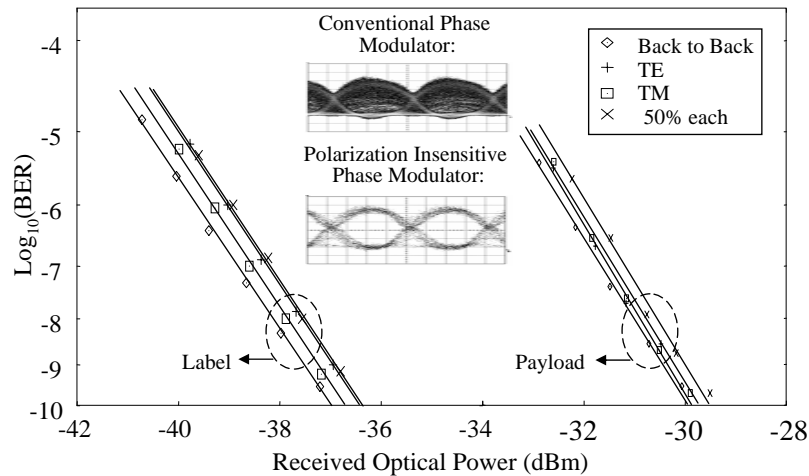 Conventional Phase
Modulator:
Polarization Insensitive
Phase Modulator:
Back to Back
TE
TM
50% each
Log10(BER)
-4
-5
-6
-7
-8
-9
-10
Label
Payload
-42
-40
-38
-36
-34
-32
-30
-28
Received Optical Power (dBm)